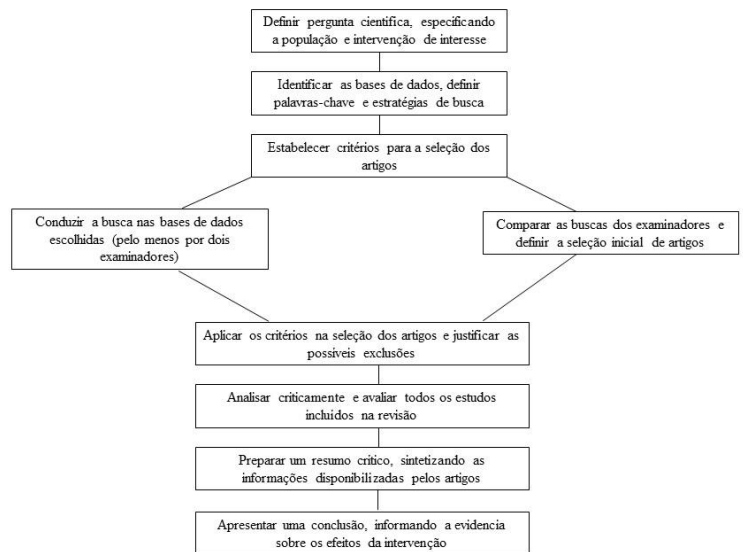 Definir pergunta cientifica, especificando
a população e intervenção de interesse
Identificar as bases de dados, definir
palavras-chave e estratégias de busca
Estabelecer critérios para a seleção dos
artigos
Conduzir a busca nas bases de dados
escolhidas (pelo menos por dois
examinadores)
Comparar as buscas dos examinadores e
definir a seleção inicial de artigos
Aplicar os critérios na seleção dos artigos e justificar as
possíveis exclusões
Analisar criticamente e avaliar todos os estudos
incluídos na revisão
Preparar um resumo critico, sintetizando as
informações disponibilizadas pelos artigos
Apresentar uma conclusão, informando a evidencia
sobre os efeitos da intervenção